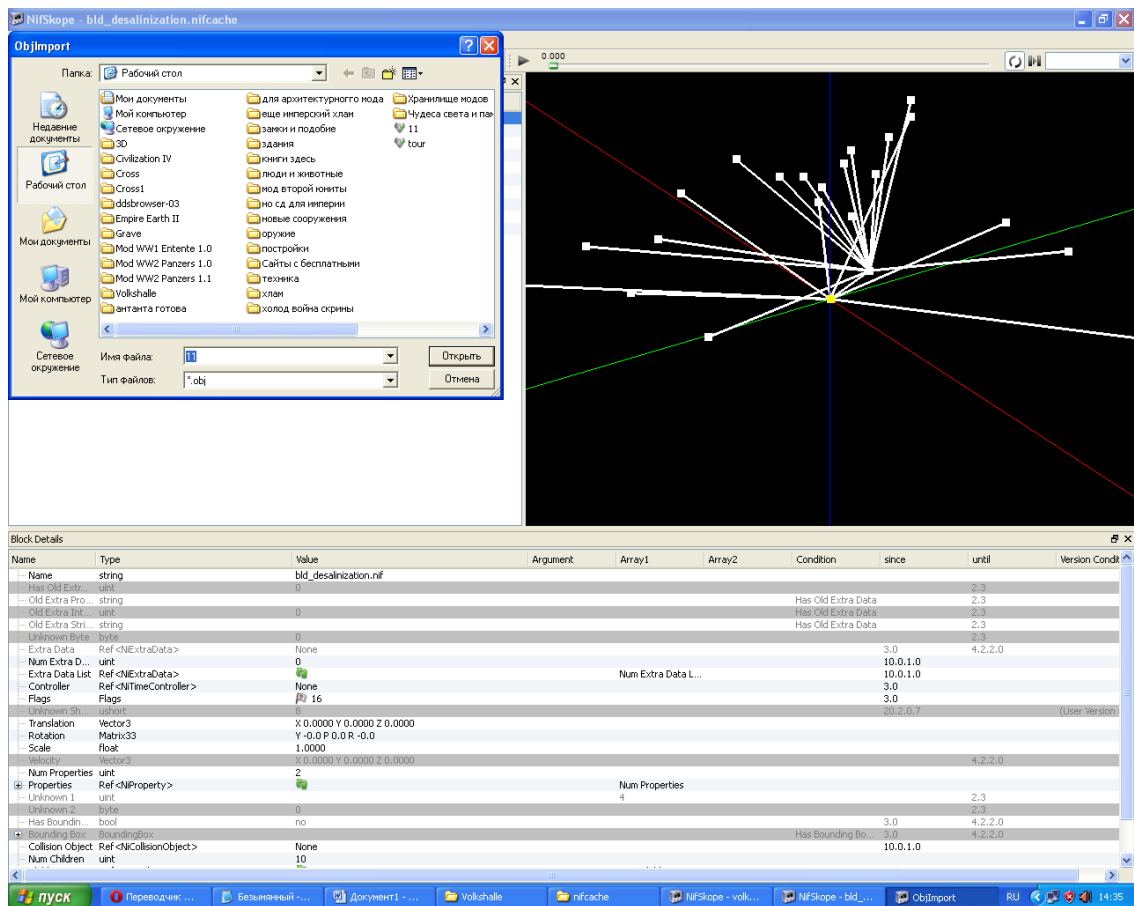 NifSkope - bld_desalinization.nifcache
ObjImport
Папка: Рабочий стол
0.000
Недавние документы
Рабочий стол
Мои документы
Мой компьютер
Сетевое окружение
Мои документы
Мой компьютер
Сетевое окружение
3D
Civilization IV
Cross
Cross1
ddsbrowser-03
Empire Earth II
Grave
Mod WW1 Entente 1.0
Mod WW2 Panzers 1.0
Mod WW2 Panzers 1.1
Volkshalle
антанта готова
для архитектурного мода
еще имперский хлам
замки и подобие
здания
книги здесь
люди и животные
мод второй юниты
но сд для империи
новые сооружения
оружие
постройки
Сайты с бесплатными
техника
хлам
холод война скрины
Хранилище модов
Чудеса света и пам
11
tour
Имя файла: 11 Открыть
Тип файлов: *.obj Отмена
Block Details
Name Type Value Argument Array1 Array2 Condition since until Version Condit
Name string bld_desalinization.nif
Has Old Extr... uint 0 2.3
Old Extra Pro... string Has Old Extra Data 2.3
Old Extra Int... uint 0 Has Old Extra Data 2.3
Old Extra Stri... string Has Old Extra Data 2.3
Unknown Byte byte 0 2.3
Extra Data Ref<NiExtraData> None 3.0 4.2.2.0
Num Extra D... uint 0 10.0.1.0
Extra Data List Ref<NiExtraData> Num Extra Data L... 10.0.1.0
Controller Ref<NiTimeController> None 3.0
Flags Flags 16 3.0
Unknown Sh... ushort 8 20.2.0.7 (User Version
Translation Vector3 X 0.0000 Y 0.0000 Z 0.0000
Rotation Matrix33 Y -0.0 P 0.0 R -0.0
Scale float 1.0000
Velocity Vector3 X 0.0000 Y 0.0000 Z 0.0000 4.2.2.0
Num Properties uint 2
Properties Ref<NiProperty> Num Properties
Unknown 1 uint 4 2.3
Unknown 2 byte 0 2.3
Has Boundin... bool no 3.0 4.2.2.0
Bounding Box BoundingBox Has Bounding Bo... 3.0 4.2.2.0
Collision Object Ref<NiCollisionObject> None 10.0.1.0
Num Children uint 10
пуск Переводчик ... Безымянный -... Документ1 - ... Volkshalle nifcache NifSkope - volk... NifSkope - bld_... ObjImport RU 14:35